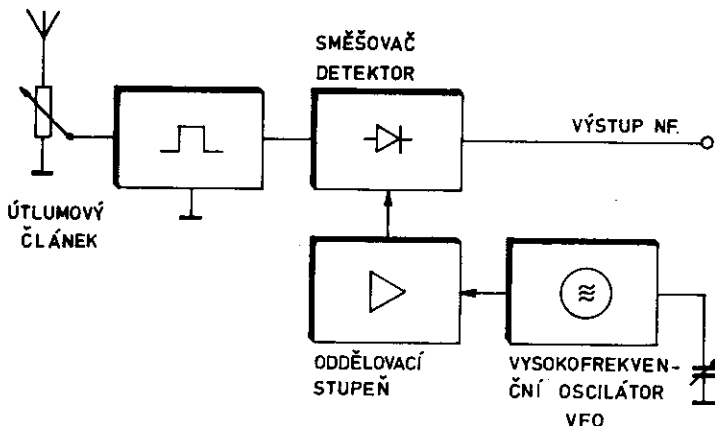 SMĚŠOVAČ
DETEKTOR
VÝSTUP NF.
ÚTLUMOVÝ
ČLÁNEK
ODDĚLOVACÍ
STUPEŇ
VYSOKOFREKVEN-
ČNÍ OSCILÁTOR
VFO